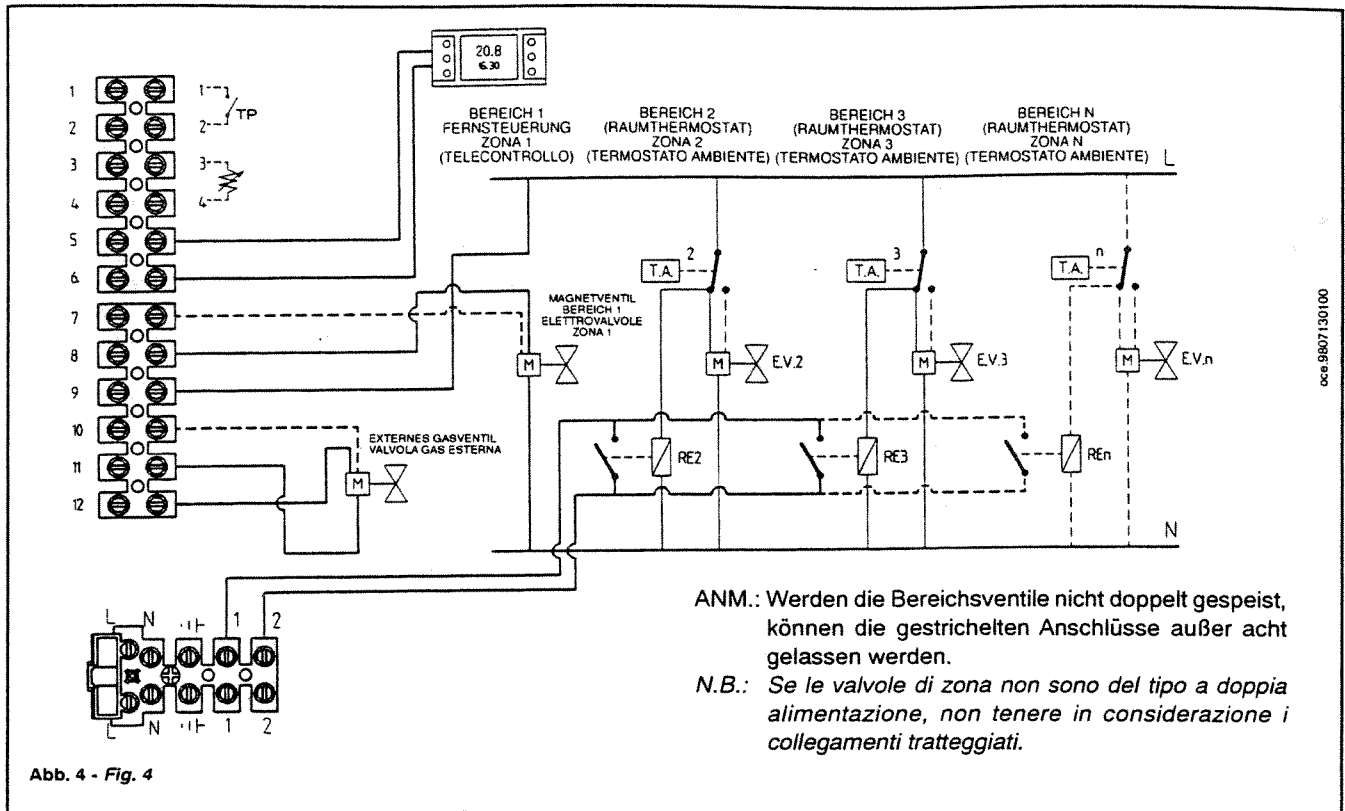 20.8
16.30
1
2
3
4
5
6
7
8
9
10
11
12
1
2
TP
3
4
BEREICH 1
FERNSTEUERUNG
ZONA 1
(TELECONTROLLO)
BEREICH 2
(RAUMTHERMOSTAT)
ZONA 2
(TERMOSTATO AMBIENTE)
BEREICH 3
(RAUMTHERMOSTAT)
ZONA 3
(TERMOSTATO AMBIENTE)
BEREICH N
(RAUMTHERMOSTAT)
ZONA N
(TERMOSTATO AMBIENTE)
L
T.A.
2
T.A.
3
T.A.
n
MAGNETVENTIL
BEREICH 1
ELETTROVALVOLE
ZONA 1
M
M
E.V.2
M
E.V.3
M
E.V.n
EXTERNES GASVENTIL
VALVOLA GAS ESTERNA
M
RE2
RE3
REn
N
oce.9807130100
L N 1 2
L N 1 2
ANM.: Werden die Bereichsventile nicht doppelt gespeist,
können die gestrichelten Anschlüsse außer acht
gelassen werden.
N.B.: Se le valvole di zona non sono del tipo a doppia
alimentazione, non tenere in considerazione i
collegamenti tratteggiati.
Abb. 4 - Fig. 4